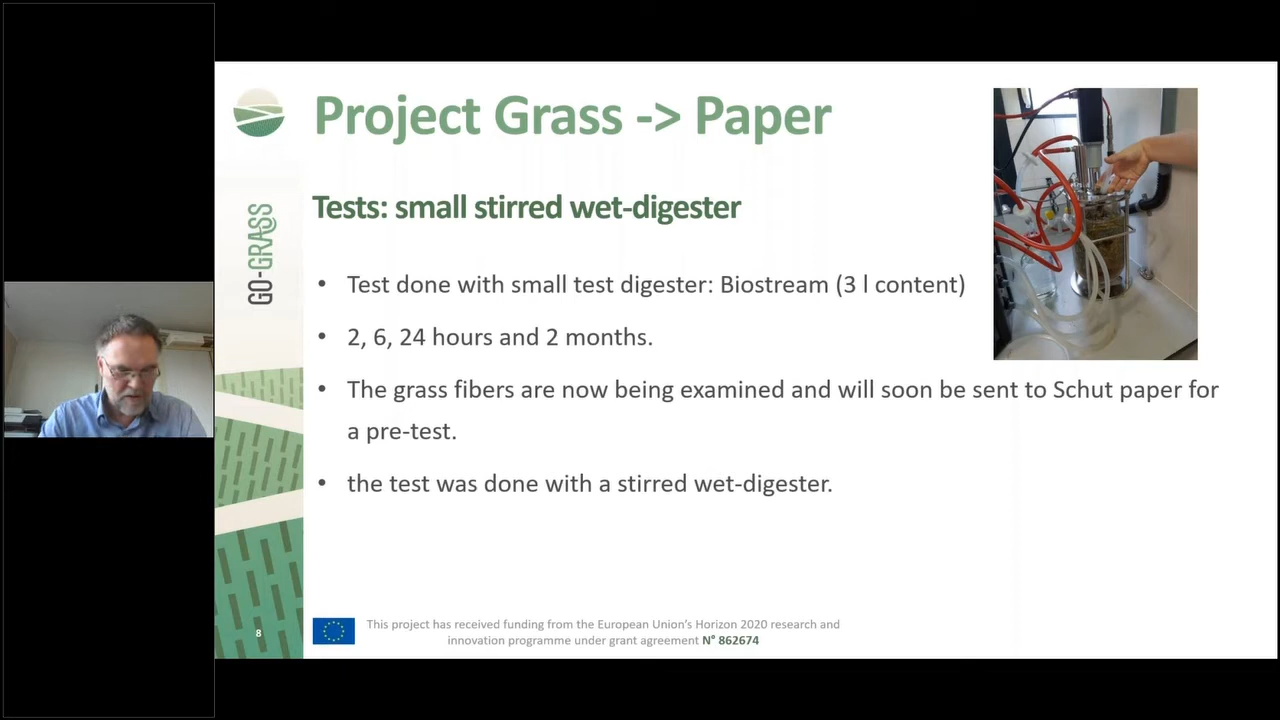 Project Grass -> Paper
GO-GRASS
Tests: small stirred wet-digester
• Test done with small test digester: Biostream (3 l content)
• 2, 6, 24 hours and 2 months.
• The grass fibers are now being examined and will soon be sent to Schut paper for
a pre-test.
• the test was done with a stirred wet-digester.
8
This project has received funding from the European Union's Horizon 2020 research and
innovation programme under grant agreement N° 862674